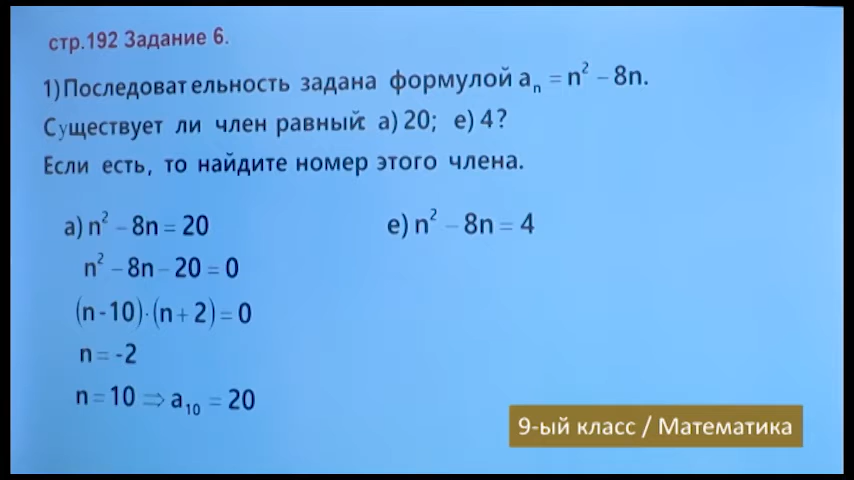 стр.192 Задание 6.
1)Последоват ельность задана формулой aₙ = n² – 8n.
Существует ли член равный: а) 20; е) 4?
Если есть, то найдите номер этого члена.
а) n² – 8n = 20
n² – 8n – 20 = 0
(n - 10)·(n + 2) = 0
n = -2
n = 10 ⇒ a₁₀ = 20
е) n² – 8n = 4
9-ый класс / Математика